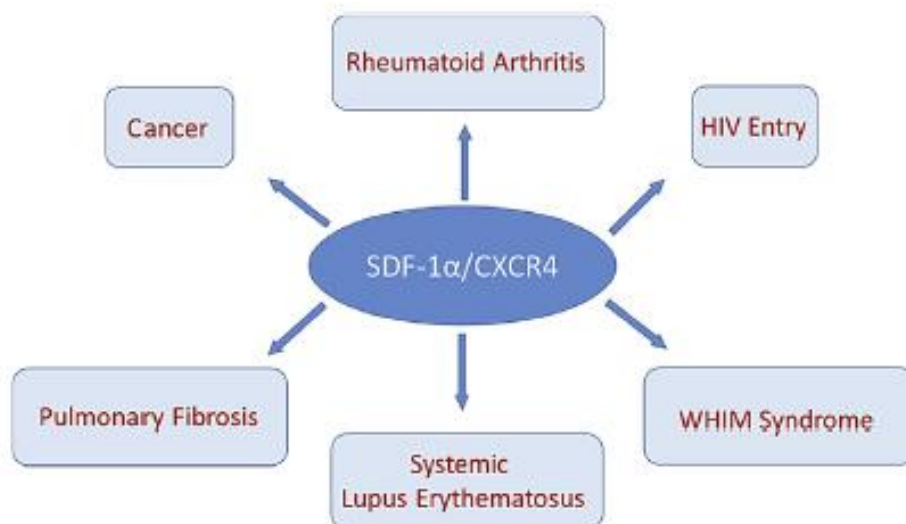 Rheumatoid Arthritis
Cancer
HIV Entry
SDF-1α/CXCR4
Pulmonary Fibrosis
WHIM Syndrome
Systemic
Lupus Erythematosus